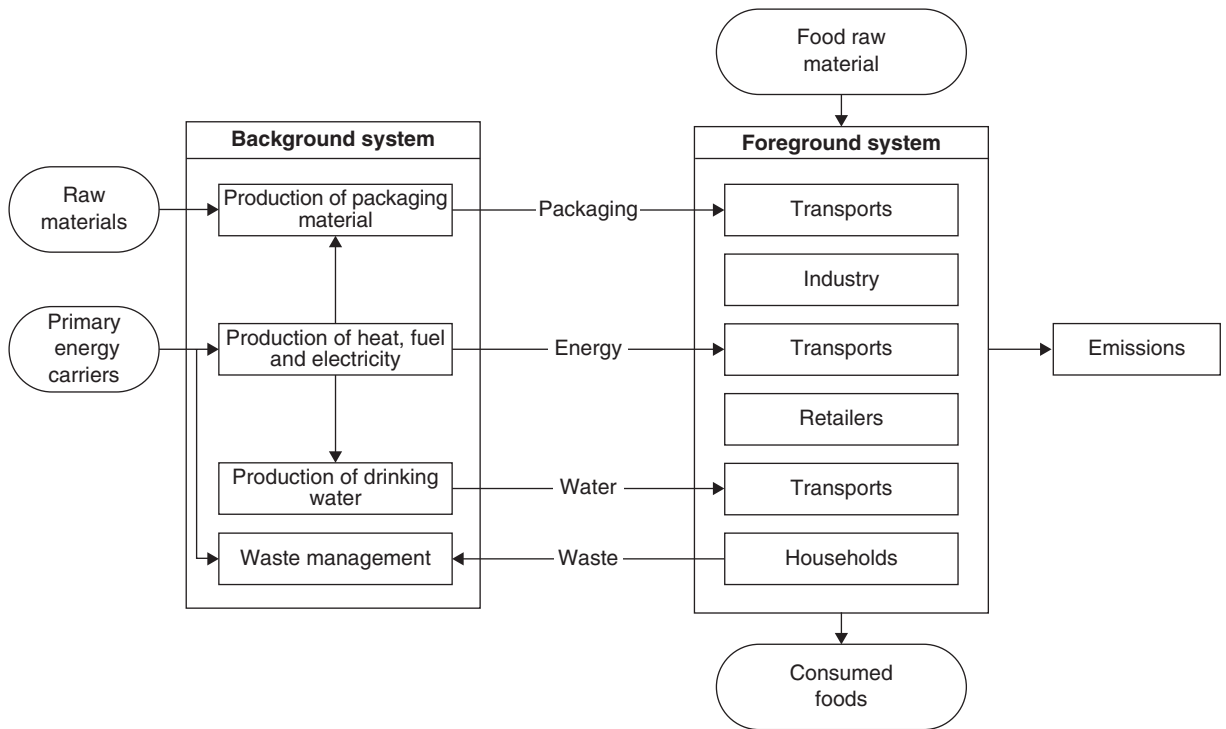 Food raw
material
Background system
Foreground system
Raw
materials
Production of packaging
material
Packaging
Transports
Industry
Primary
energy
carriers
Production of heat, fuel
and electricity
Energy
Transports
Emissions
Retailers
Production of drinking
water
Water
Transports
Waste management
Waste
Households
Consumed
foods